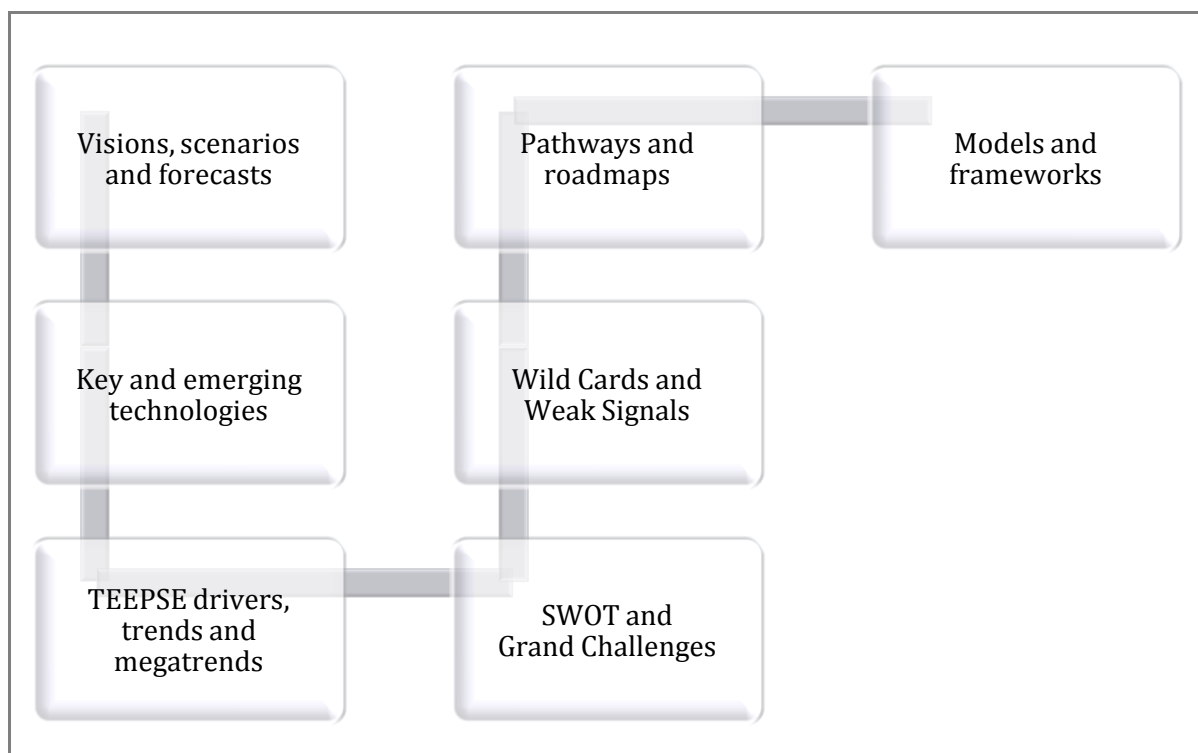 Visions, scenarios
and forecasts
Key and emerging
technologies
TEEPSE drivers,
trends and
megatrends
SWOT and
Grand Challenges
Wild Cards and
Weak Signals
Pathways and
roadmaps
Models and
frameworks